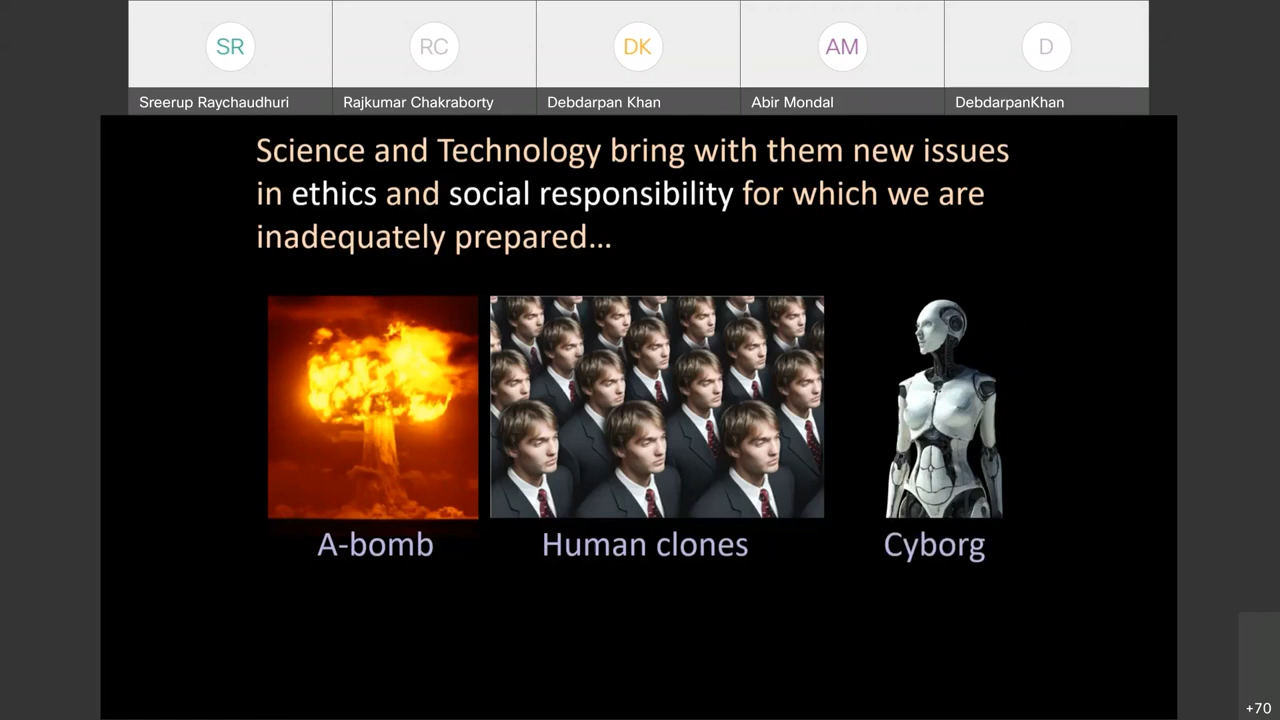 SR
RC
DK
AM
D
Sreerup Raychaudhuri
Rajkumar Chakraborty
Debdarpan Khan
Abir Mondal
DebdarpanKhan
Science and Technology bring with them new issues
in ethics and social responsibility for which we are
inadequately prepared…
A-bomb
Human clones
Cyborg
+70